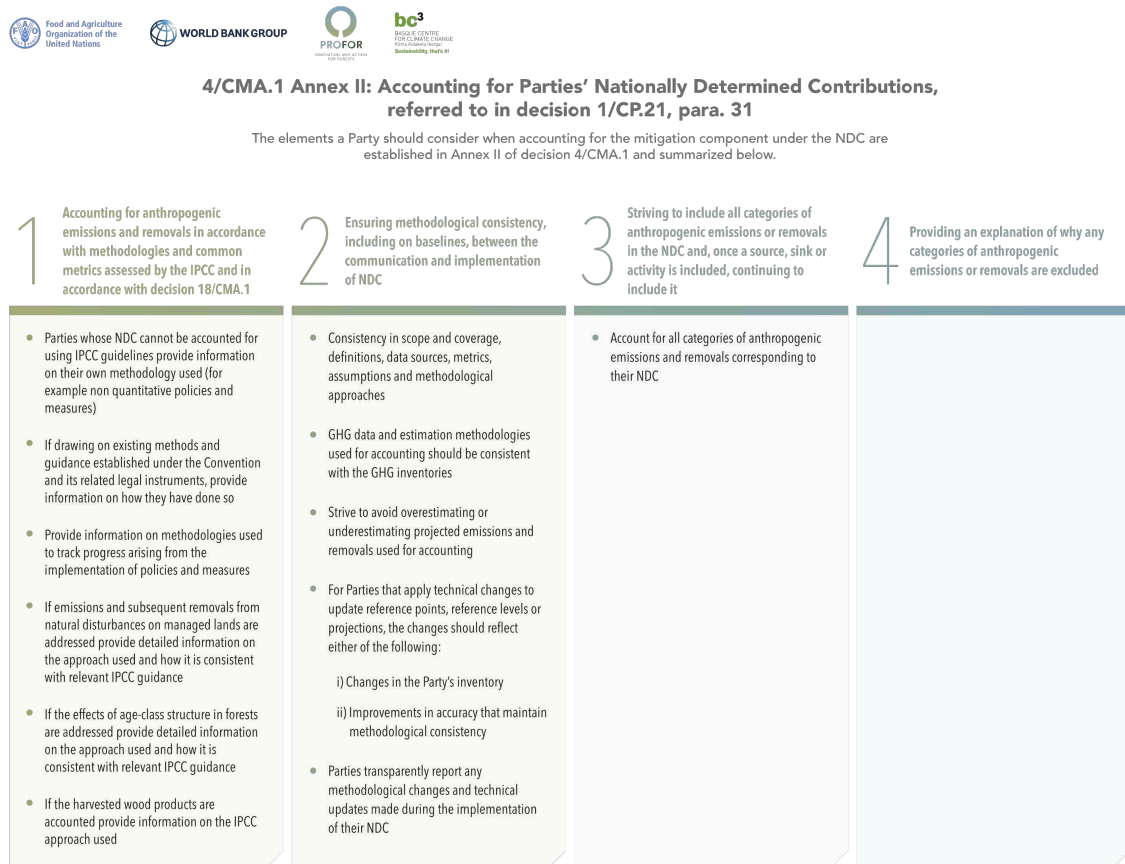 Food and Agriculture
Organization of the
United Nations
WORLD BANK GROUP
PROFOR
INNOVATION AND ACTION
FOR FORESTS
bc3
BASQUE CENTRE
FOR CLIMATE CHANGE
Klima Aldaketa Ikergai
Sustainability, that's it!
4/CMA.1 Annex II: Accounting for Parties' Nationally Determined Contributions,
referred to in decision 1/CP.21, para. 31
The elements a Party should consider when accounting for the mitigation component under the NDC are
established in Annex II of decision 4/CMA.1 and summarized below.
1
Accounting for anthropogenic
emissions and removals in accordance
with methodologies and common
metrics assessed by the IPCC and in
accordance with decision 18/CMA.1
• Parties whose NDC cannot be accounted for
using IPCC guidelines provide information
on their own methodology used (for
example non quantitative policies and
measures)
• If drawing on existing methods and
guidance established under the Convention
and its related legal instruments, provide
information on how they have done so
• Provide information on methodologies used
to track progress arising from the
implementation of policies and measures
• If emissions and subsequent removals from
natural disturbances on managed lands are
addressed provide detailed information on
the approach used and how it is consistent
with relevant IPCC guidance
• If the effects of age-class structure in forests
are addressed provide detailed information
on the approach used and how it is
consistent with relevant IPCC guidance
• If the harvested wood products are
accounted provide information on the IPCC
approach used
2
Ensuring methodological consistency,
including on baselines, between the
communication and implementation
of NDC
• Consistency in scope and coverage,
definitions, data sources, metrics,
assumptions and methodological
approaches
• GHG data and estimation methodologies
used for accounting should be consistent
with the GHG inventories
• Strive to avoid overestimating or
underestimating projected emissions and
removals used for accounting
• For Parties that apply technical changes to
update reference points, reference levels or
projections, the changes should reflect
either of the following:
i) Changes in the Party's inventory
ii) Improvements in accuracy that maintain
methodological consistency
• Parties transparently report any
methodological changes and technical
updates made during the implementation
of their NDC
3
Striving to include all categories of
anthropogenic emissions or removals
in the NDC and, once a source, sink or
activity is included, continuing to
include it
• Account for all categories of anthropogenic
emissions and removals corresponding to
their NDC
4
Providing an explanation of why any
categories of anthropogenic
emissions or removals are excluded